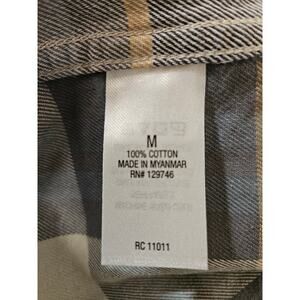 M
100% COTTON
MADE IN MYANMAR
RN# 129746
RC 11011